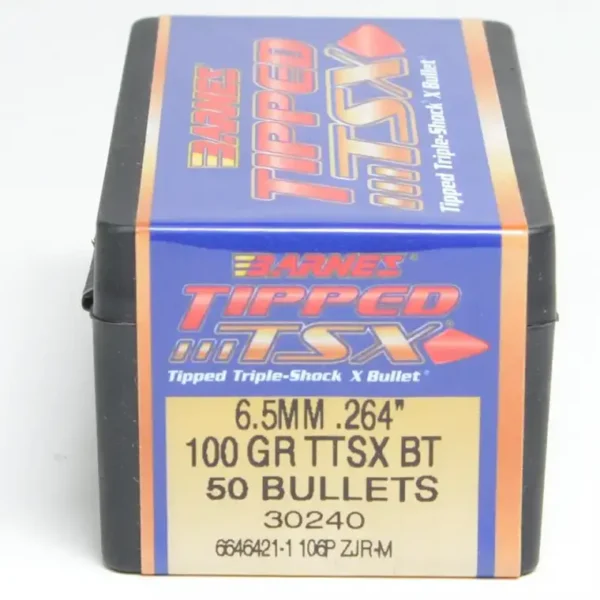 BARNES
TIPPED
TSX
Tipped Triple-Shock X Bullet
BARNES
TIPPED
TSX®
Tipped Triple-Shock X Bullet®
6.5MM .264"
100 GR TTSX BT
50 BULLETS
30240
6646421-1 106P ZJR-M